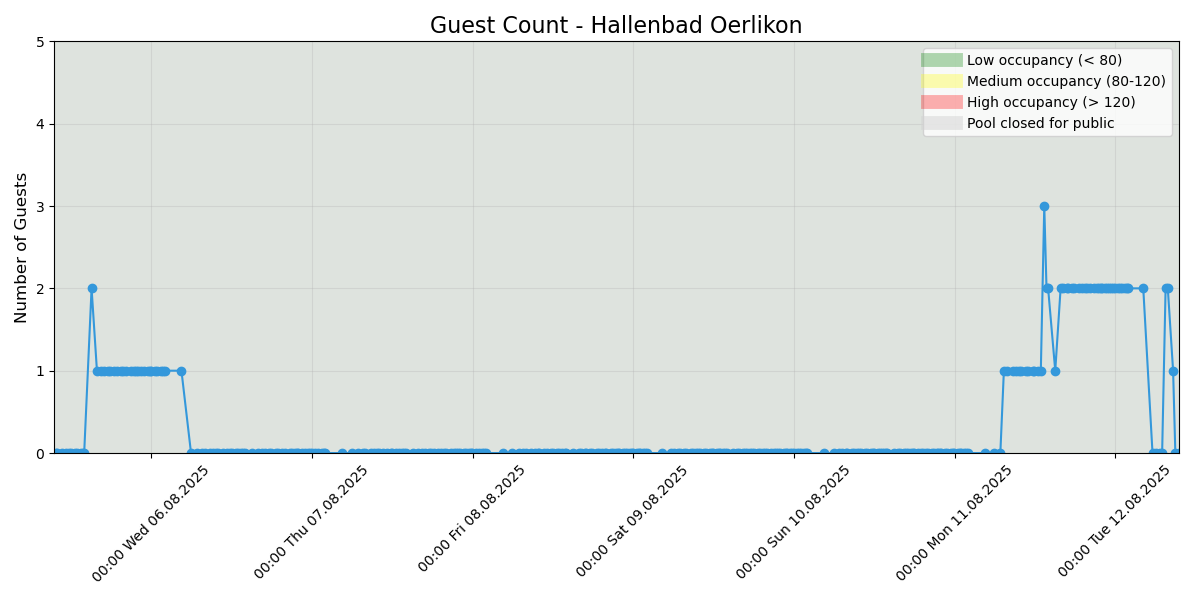 Guest Count - Hallenbad Oerlikon
Number of Guests
5
4
3
2
1
0
Low occupancy (< 80)
Medium occupancy (80-120)
High occupancy (> 120)
Pool closed for public
00:00 Wed 06.08.2025
00:00 Thu 07.08.2025
00:00 Fri 08.08.2025
00:00 Sat 09.08.2025
00:00 Sun 10.08.2025
00:00 Mon 11.08.2025
00:00 Tue 12.08.2025